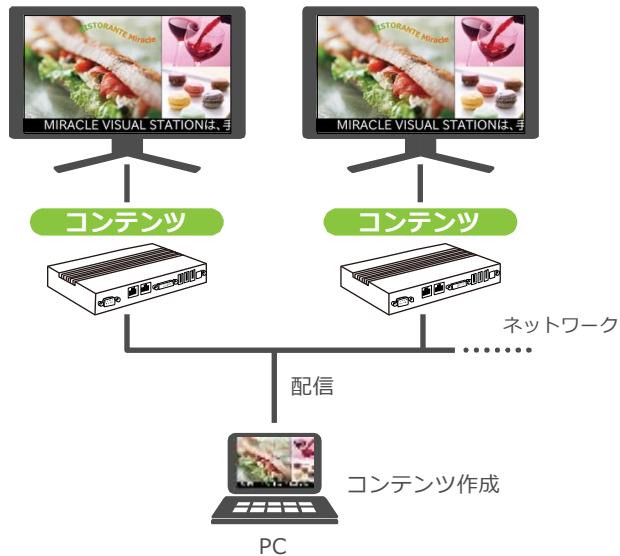 RISTORANTE Miracle
RISTORANTE Miracle
MIRACLE VISUAL STATIONは、手
MIRACLE VISUAL STATIONは、手
コンテンツ
コンテンツ
ネットワーク
配信
コンテンツ作成
PC